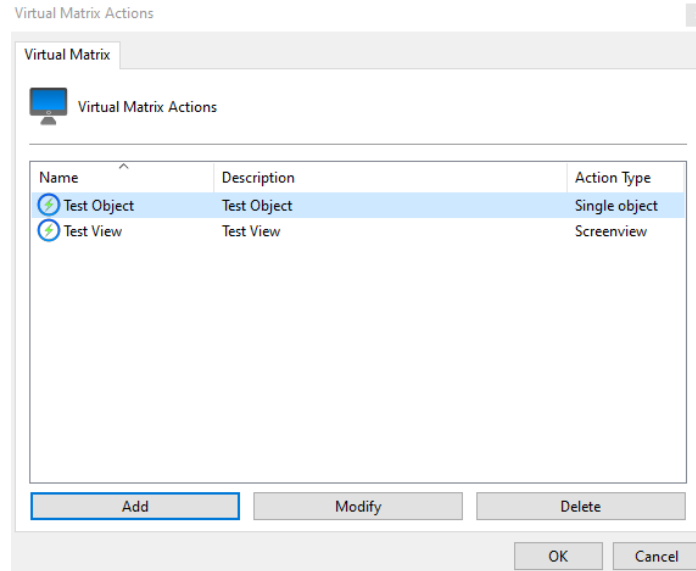 Virtual Matrix Actions
Virtual Matrix
Virtual Matrix Actions
Name Description Action Type
Test Object Test Object Single object
Test View Test View Screenview
Add Modify Delete
OK Cancel